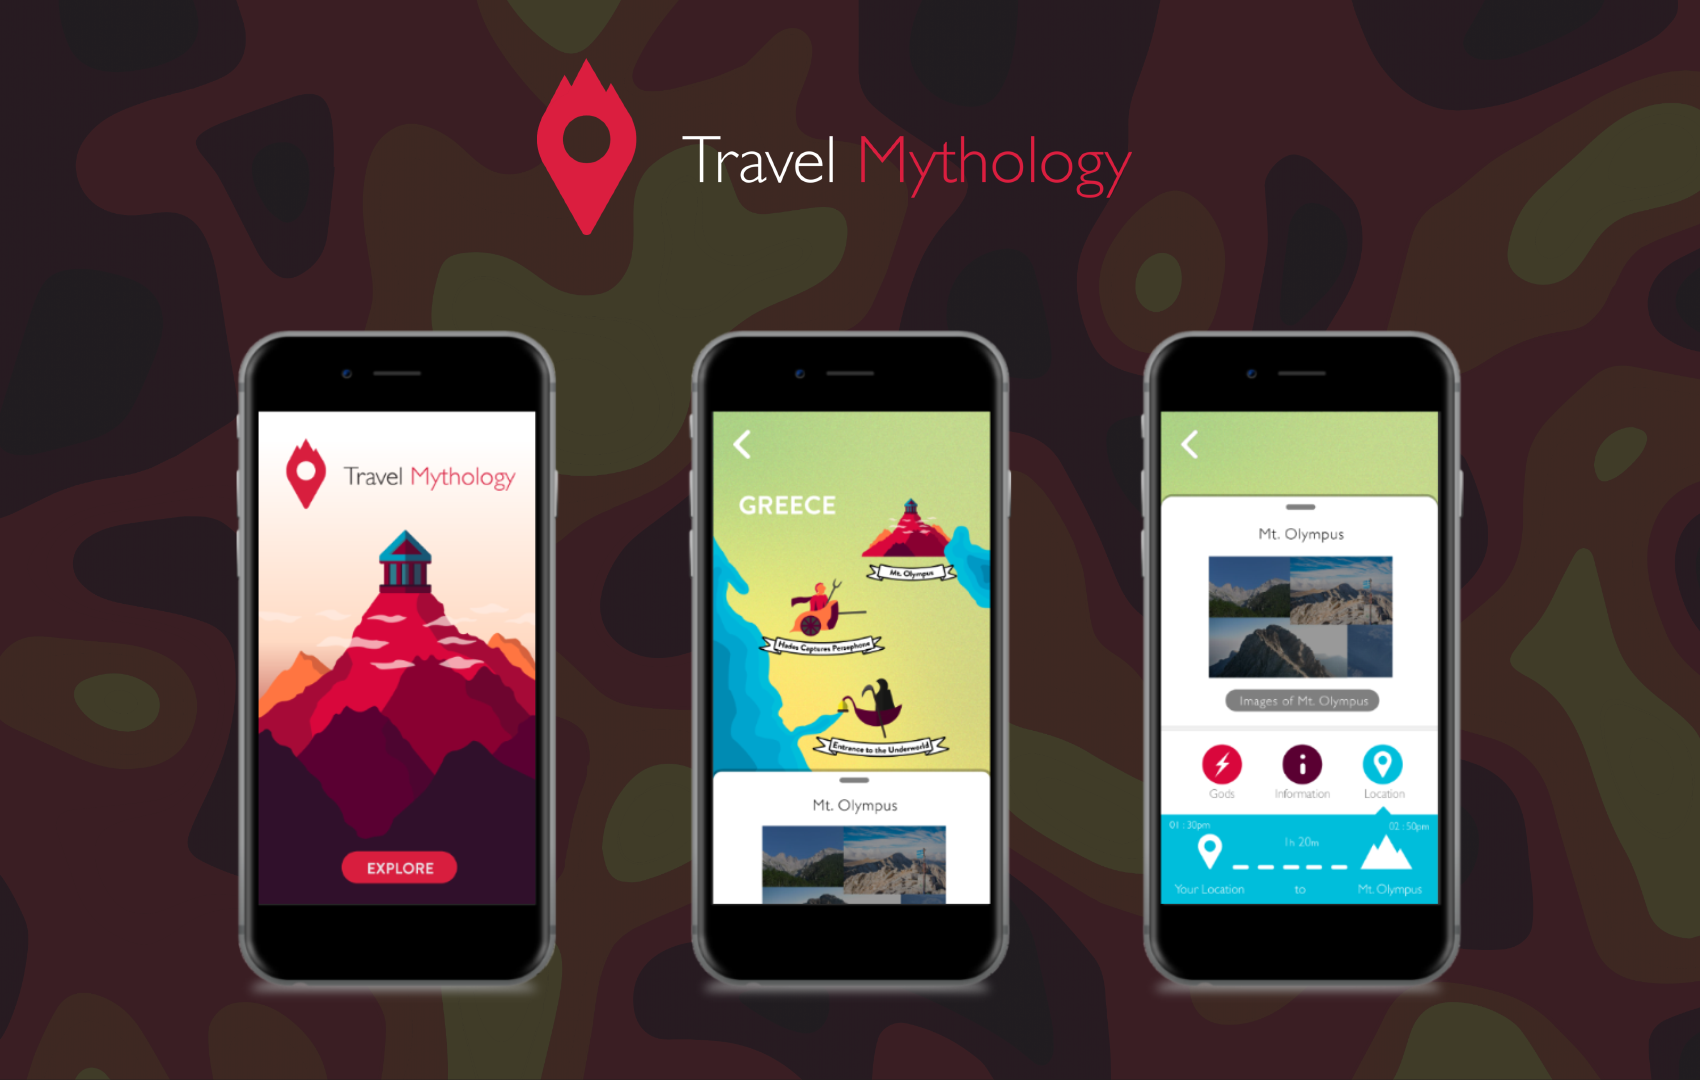 Travel Mythology
Travel Mythology
EXPLORE
GREECE
Mt. Olympus
Hades Captures Persephone
Entrance to the Underworld
Mt. Olympus
Mt. Olympus
Images of Mt. Olympus
Gods
Information
Location
01 : 30pm
02 : 50pm
1h 20m
Your Location
to
Mt. Olympus